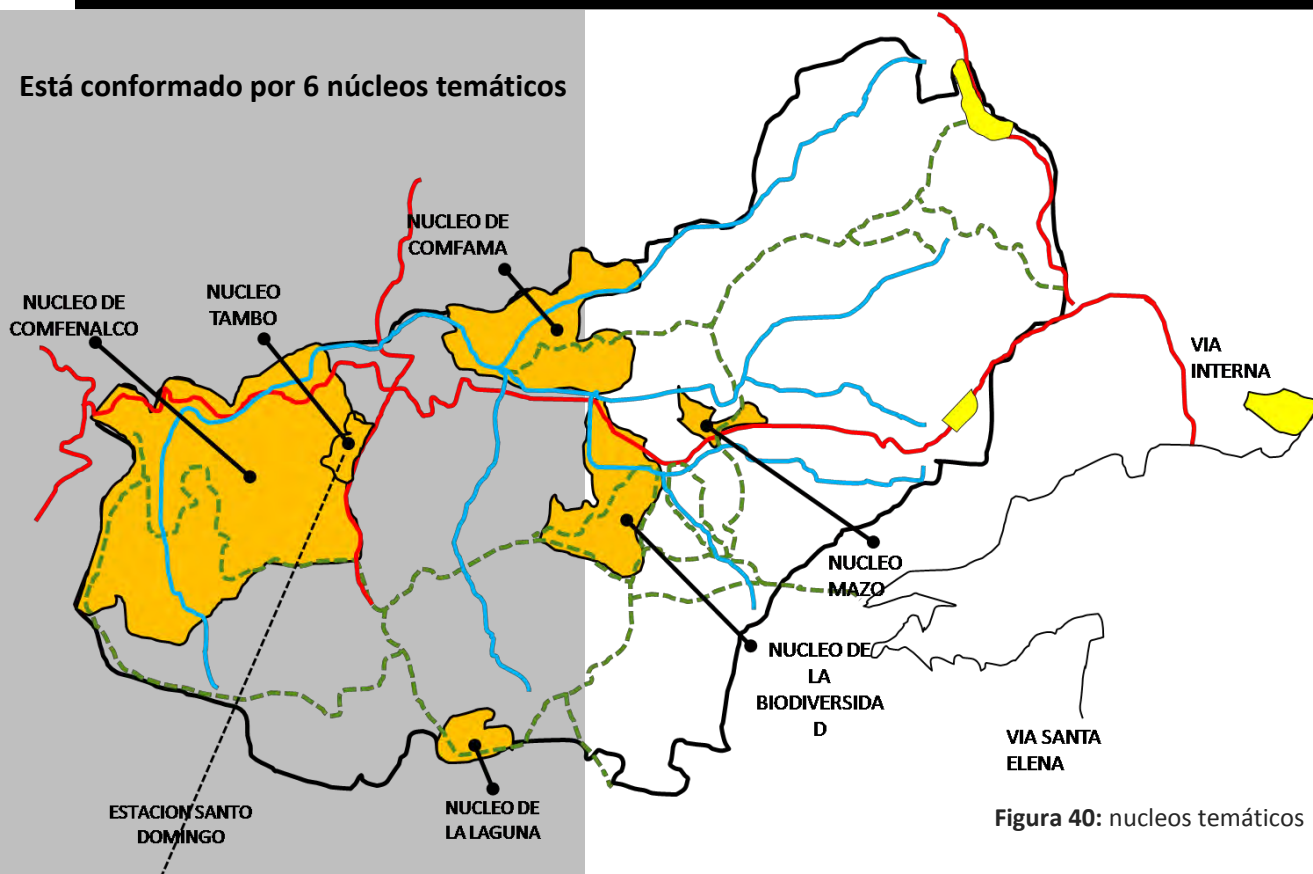 Está conformado por 6 núcleos temáticos
NUCLEO DE
COMFAMA
NUCLEO DE
COMFENALCO
NUCLEO
TAMBO
VIA
INTERNA
NUCLEO
MAZO
NUCLEO DE
LA
BIODIVERSIDA
D
VIA SANTA
ELENA
ESTACION SANTO
DOMINGO
NUCLEO DE
LA LAGUNA
Figura 40: nucleos temáticos